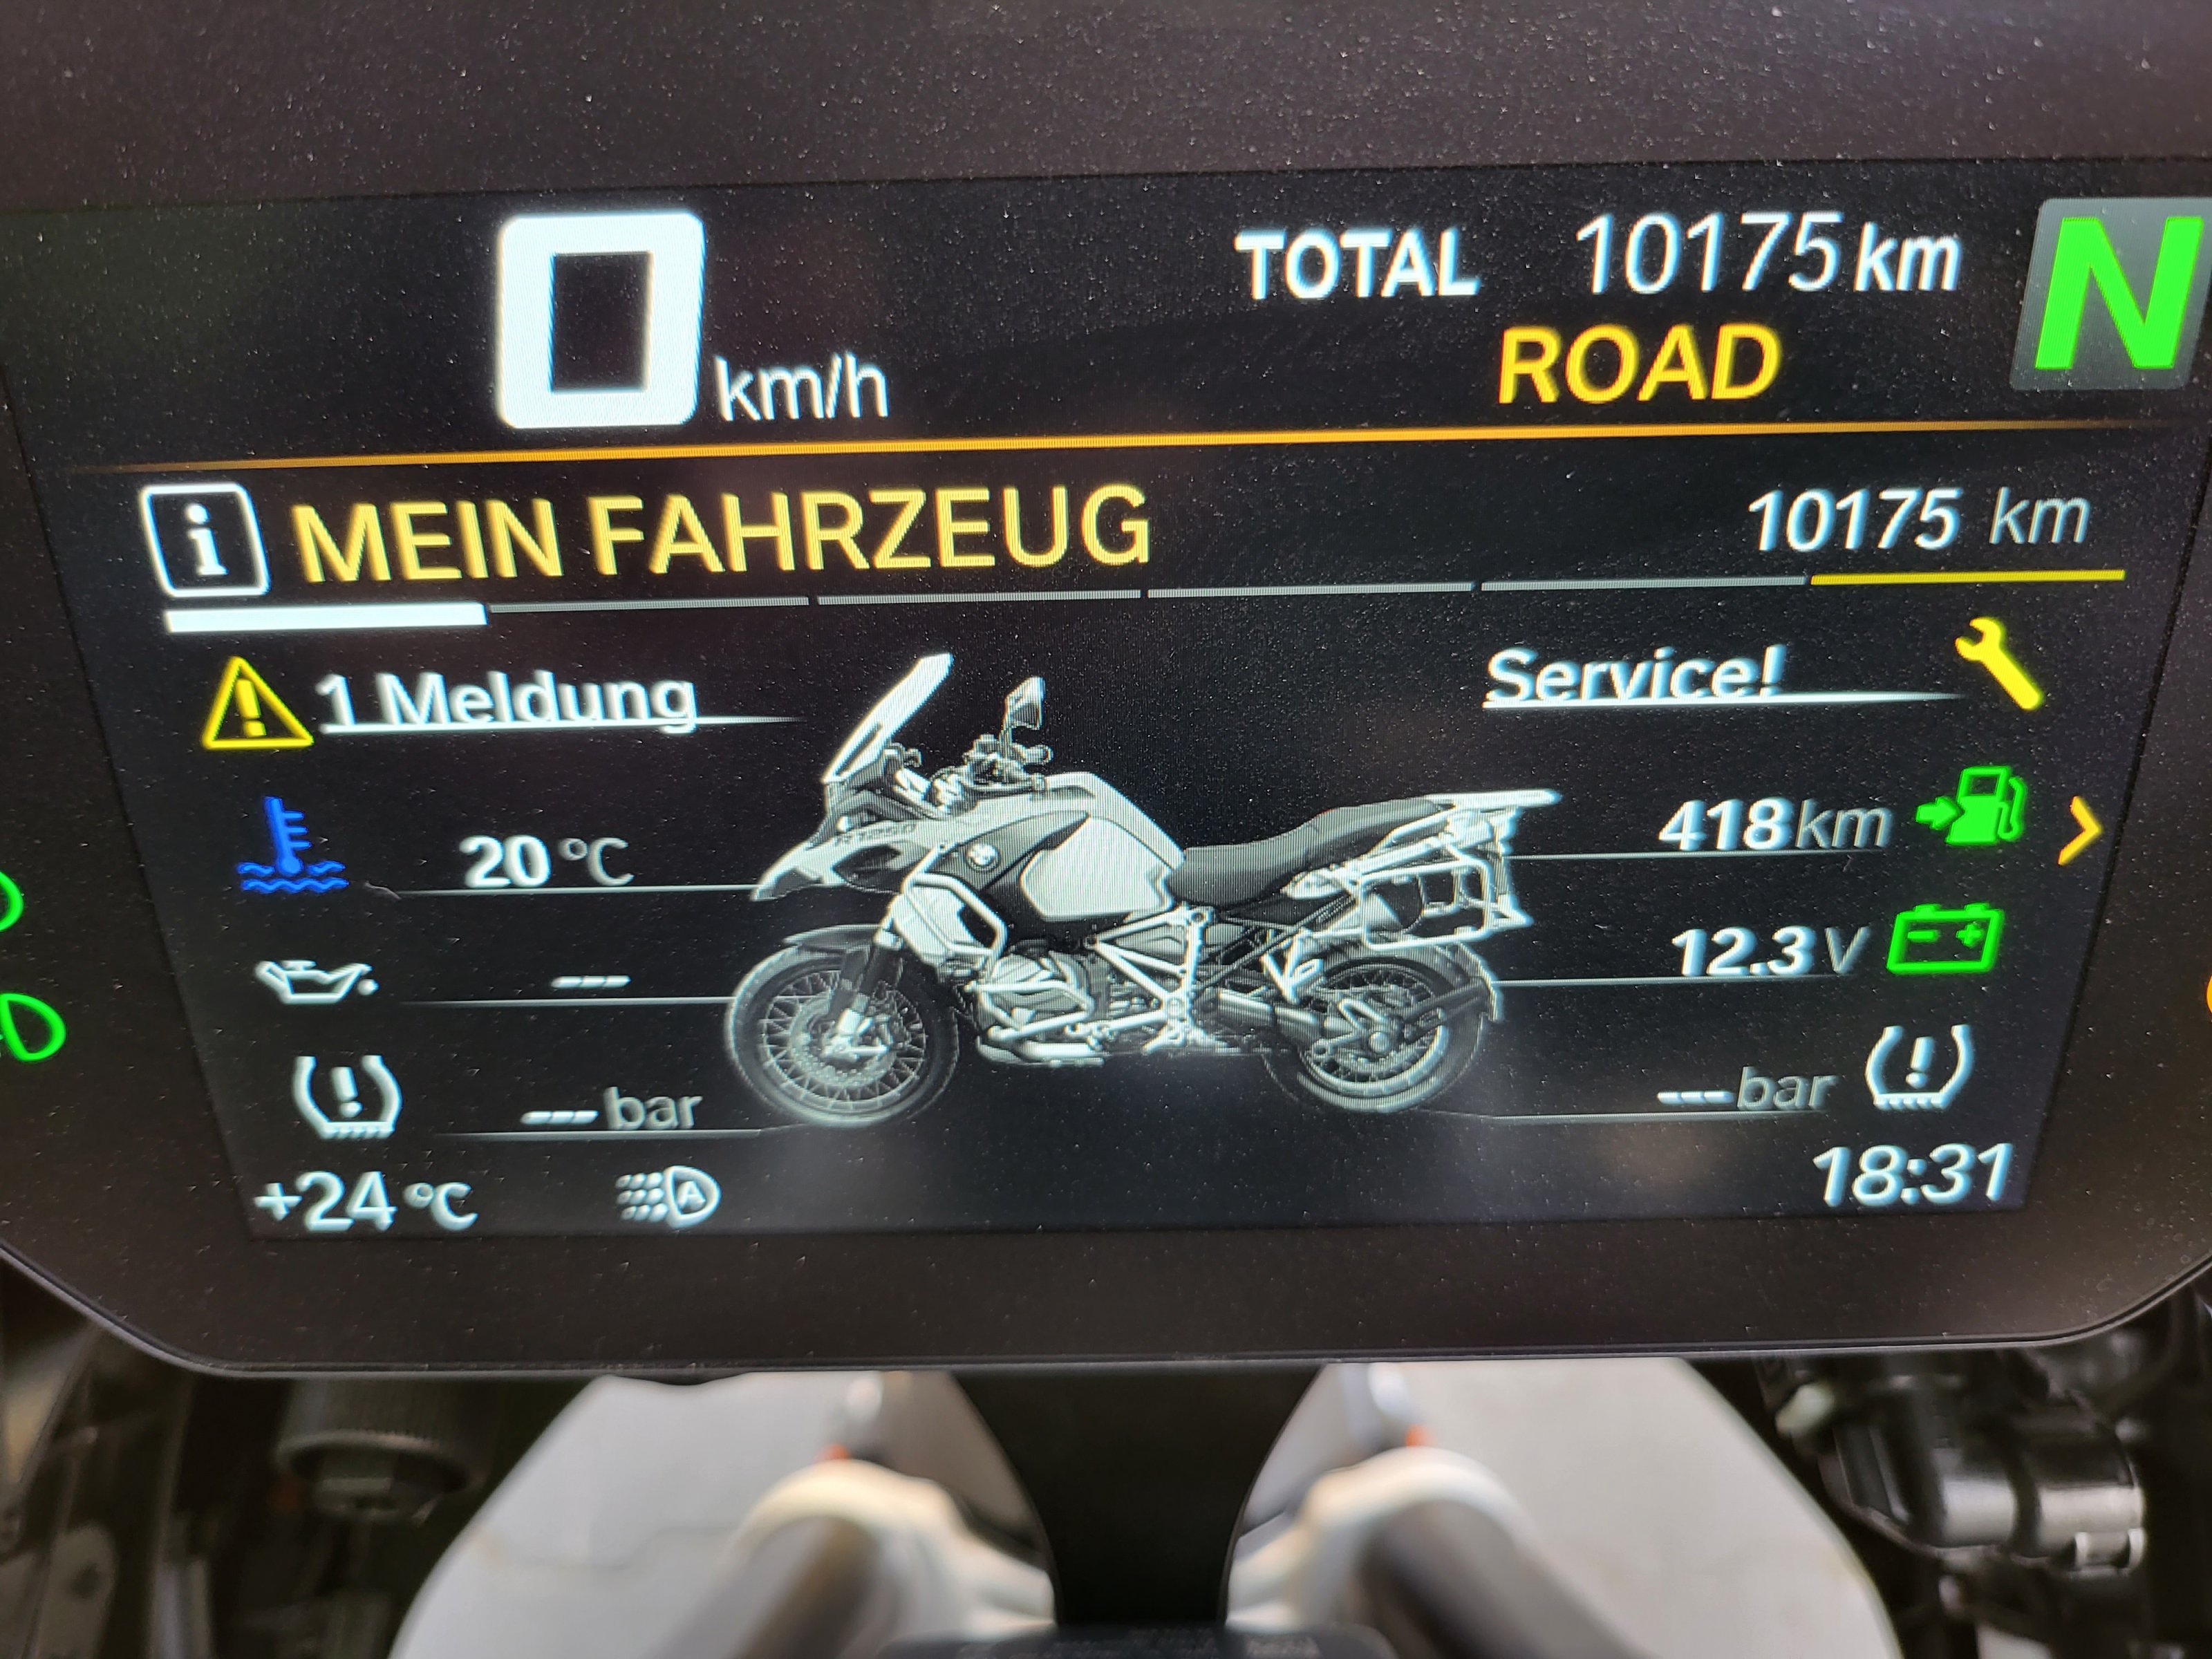 0 km/h
TOTAL 10175 km
ROAD
N
i MEIN FAHRZEUG 10175 km
1 Meldung
Service!
20 °C
418 km
---
12.3 V
--- bar
--- bar
+24 °C
A
18:31